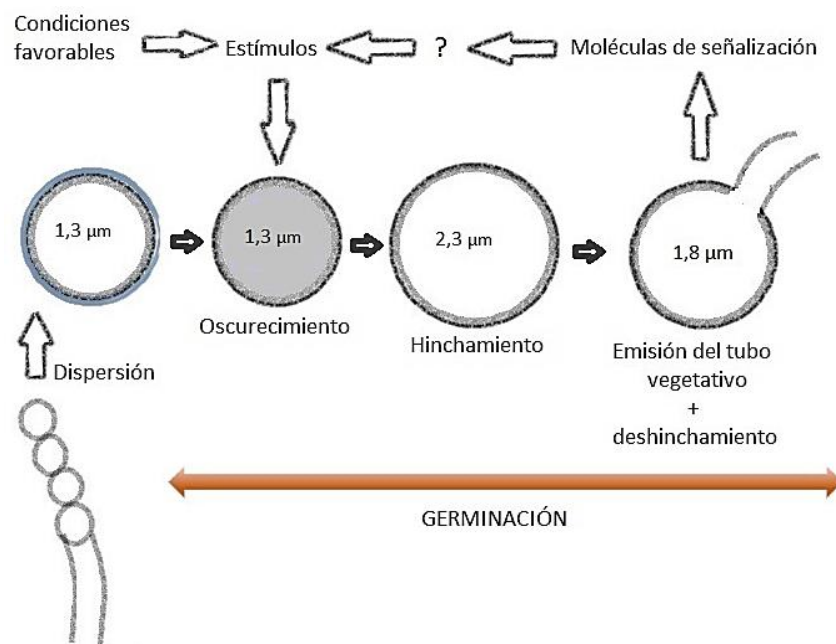 Condiciones
favorables
Estímulos
?
Moléculas de señalización
1,3 µm
1,3 µm
2,3 µm
1,8 µm
Oscurecimiento
Hinchamiento
Emisión del tubo
vegetativo
+
deshinchamiento
Dispersión
GERMINACIÓN